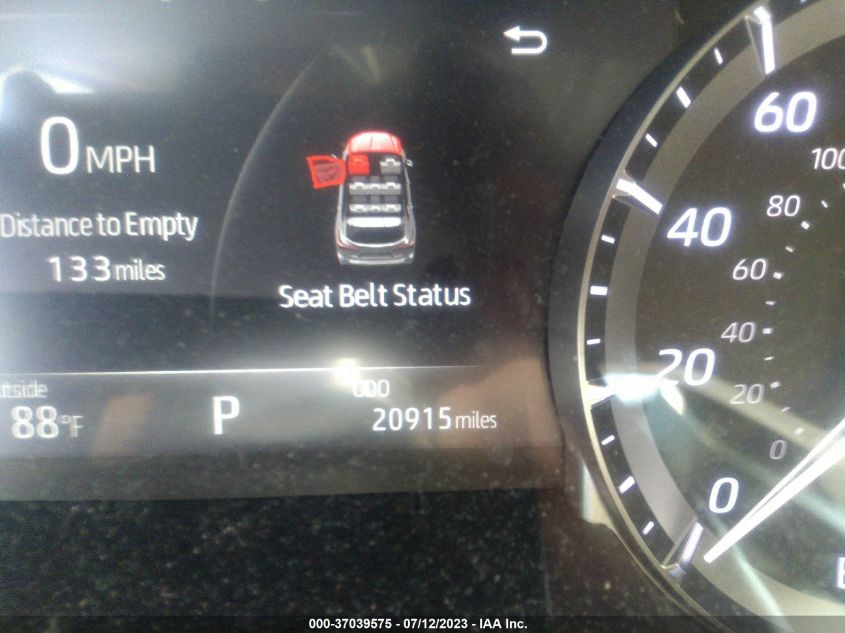 0 MPH
Distance to Empty
133 miles
Seat Belt Status
88°F
P
ODO
20915 miles
60
40
20
0
100
80
60
40
20
0
000-37039575 - 07/12/2023 - IAA Inc.